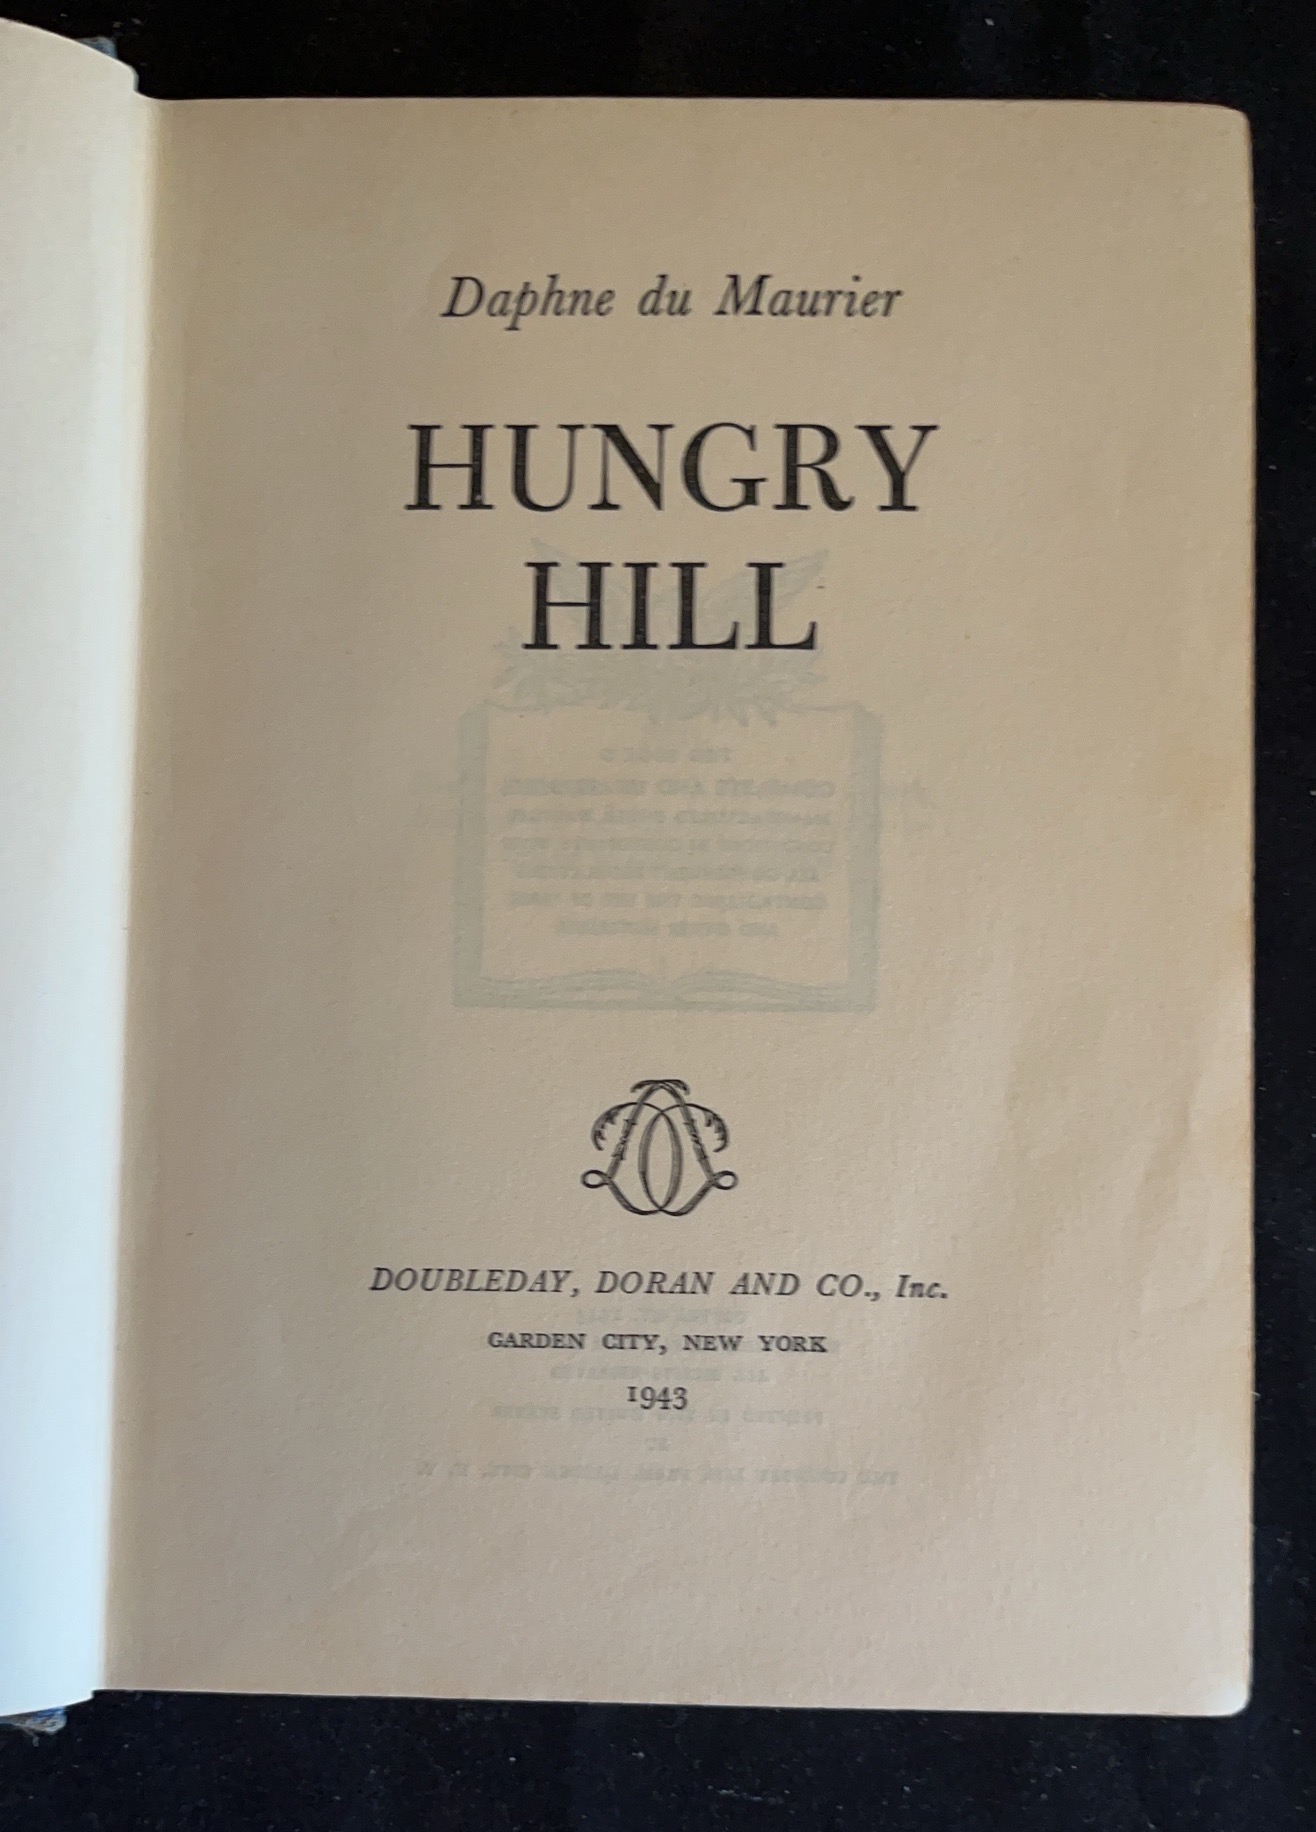 Daphne du Maurier
HUNGRY
HILL
DOUBLEDAY, DORAN AND CO., Inc.
GARDEN CITY, NEW YORK
1943